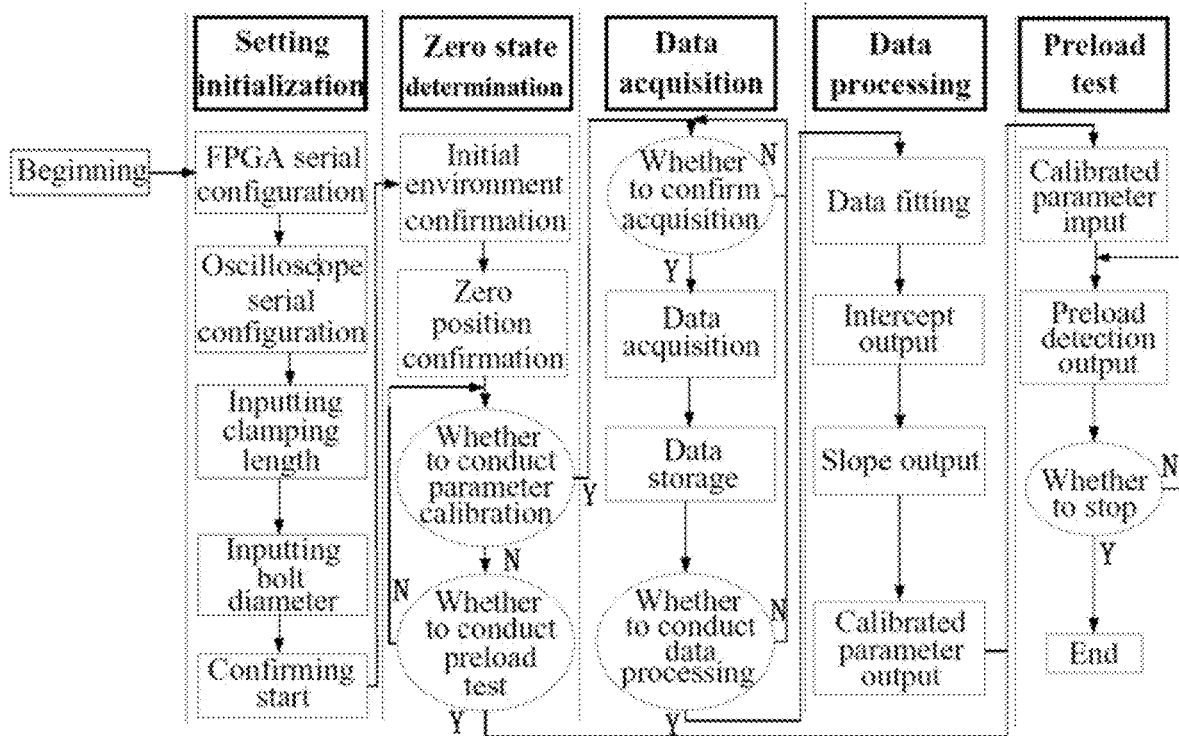 Setting
initialization
Zero state
determination
Data
acquisition
Data
processing
Preload
test
Beginning
FPGA serial
configuration
Oscilloscope
serial
configuration
Inputting
clamping
length
Inputting
bolt
diameter
Confirming
start
Initial
environment
confirmation
Zero
position
confirmation
Whether
to conduct
parameter
calibration
Y
N
N
Whether
to conduct
preload
test
Y
Whether
to confirm
acquisition
N
Y
Data
acquisition
Data
storage
Whether
to conduct
data
processing
N
Y
Data fitting
Intercept
output
Slope output
Calibrated
parameter
output
Calibrated
parameter
input
Preload
detection
output
Whether
to stop
N
Y
End